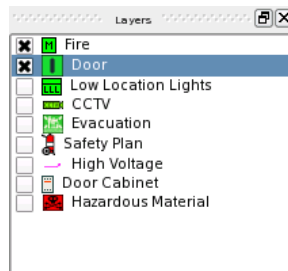 Layers
Fire
Door
Low Location Lights
CCTV
Evacuation
Safety Plan
High Voltage
Door Cabinet
Hazardous Material